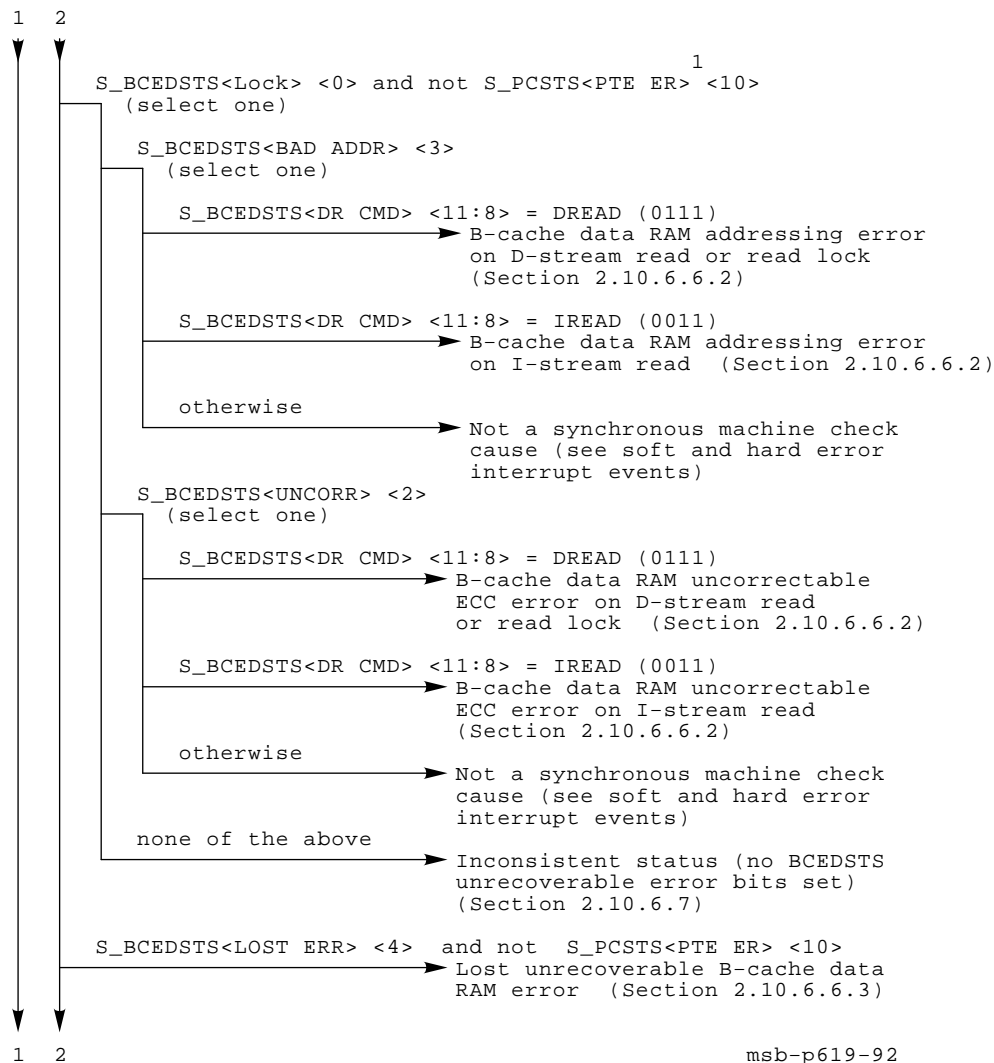 1 2
1
S_BCEDSTS<Lock> <0> and not S_PCSTS<PTE ER> <10>
(select one)
S_BCEDSTS<BAD ADDR> <3>
(select one)
S_BCEDSTS<DR CMD> <11:8> = DREAD (0111)
B-cache data RAM addressing error
on D-stream read or read lock
(Section 2.10.6.6.2)
S_BCEDSTS<DR CMD> <11:8> = IREAD (0011)
B-cache data RAM addressing error
on I-stream read (Section 2.10.6.6.2)
otherwise
Not a synchronous machine check
cause (see soft and hard error
interrupt events)
S_BCEDSTS<UNCORR> <2>
(select one)
S_BCEDSTS<DR CMD> <11:8> = DREAD (0111)
B-cache data RAM uncorrectable
ECC error on D-stream read
or read lock (Section 2.10.6.6.2)
S_BCEDSTS<DR CMD> <11:8> = IREAD (0011)
B-cache data RAM uncorrectable
ECC error on I-stream read
(Section 2.10.6.6.2)
otherwise
Not a synchronous machine check
cause (see soft and hard error
interrupt events)
none of the above
Inconsistent status (no BCEDSTS
unrecoverable error bits set)
(Section 2.10.6.7)
S_BCEDSTS<LOST ERR> <4> and not S_PCSTS<PTE ER> <10>
Lost unrecoverable B-cache data
RAM error (Section 2.10.6.6.3)
1 2
msb-p619-92